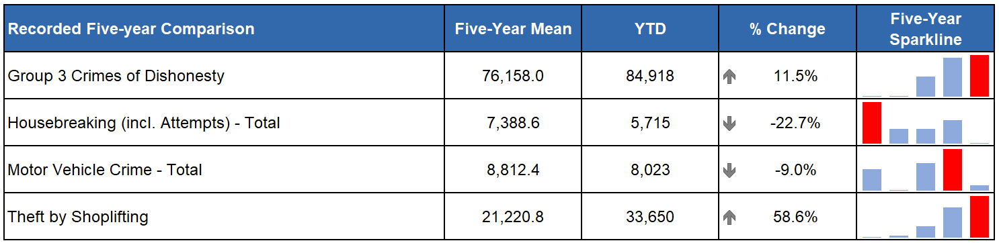 Recorded Five-year Comparison Five-Year Mean YTD % Change Five-Year
Sparkline
Group 3 Crimes of Dishonesty 76,158.0 84,918 11.5%
Housebreaking (incl. Attempts) - Total 7,388.6 5,715 -22.7%
Motor Vehicle Crime - Total 8,812.4 8,023 -9.0%
Theft by Shoplifting 21,220.8 33,650 58.6%